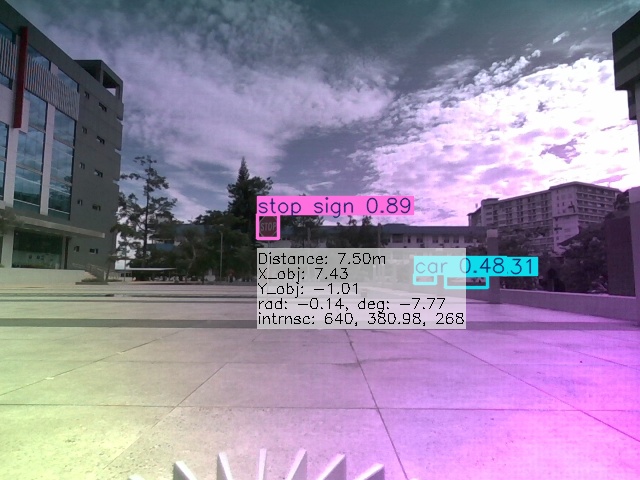 stop sign 0.89
STOP
Distance: 7.50m
X_obj: 7.43
Y_obj: -1.01
rad: -0.14, deg: -7.77
intrnsc: 640, 380.98, 268
car 0.48.31